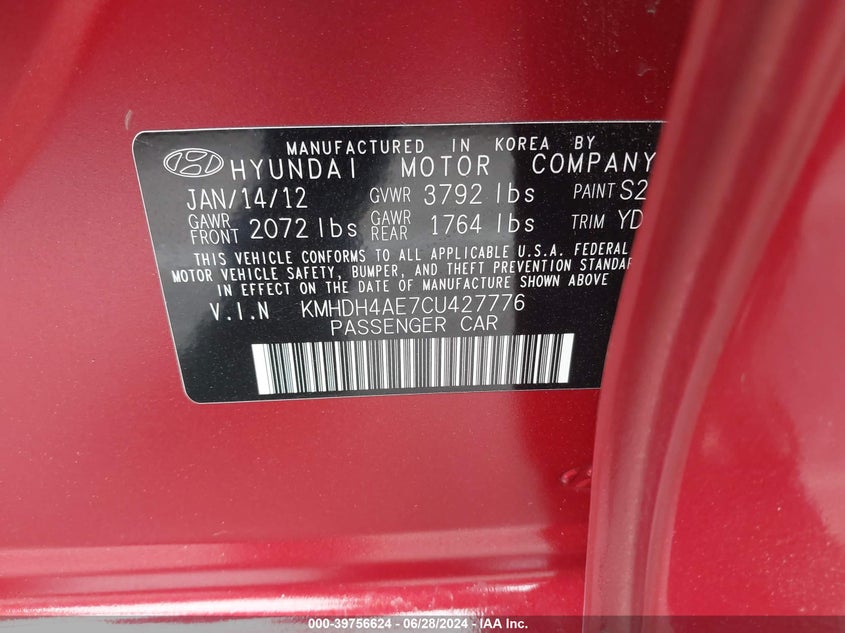 MANUFACTURED IN KOREA BY
HYUNDAI MOTOR COMPANY
JAN/14/12 GVWR 3792 lbs PAINT S2
GAWR FRONT 2072 lbs GAWR REAR 1764 lbs TRIM YD
THIS VEHICLE CONFORMS TO ALL APPLICABLE U.S.A. FEDERAL
MOTOR VEHICLE SAFETY, BUMPER, AND THEFT PREVENTION STANDAR
IN EFFECT ON THE DATE OF MANUFACTURE SHOWN ABOVE
V.I.N KMHDH4AE7CU427776
PASSENGER CAR
000-39756624 - 06/28/2024 - © IAA, Inc.